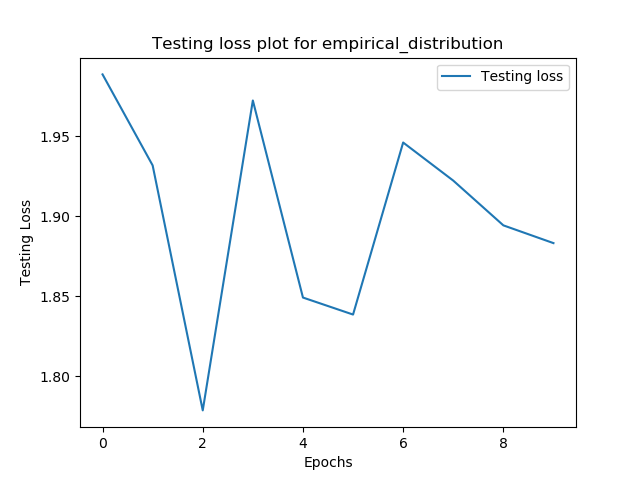 Testing loss plot for empirical_distribution
Testing loss
1.95
1.90
1.85
1.80
Testing Loss
0 2 4 6 8
Epochs